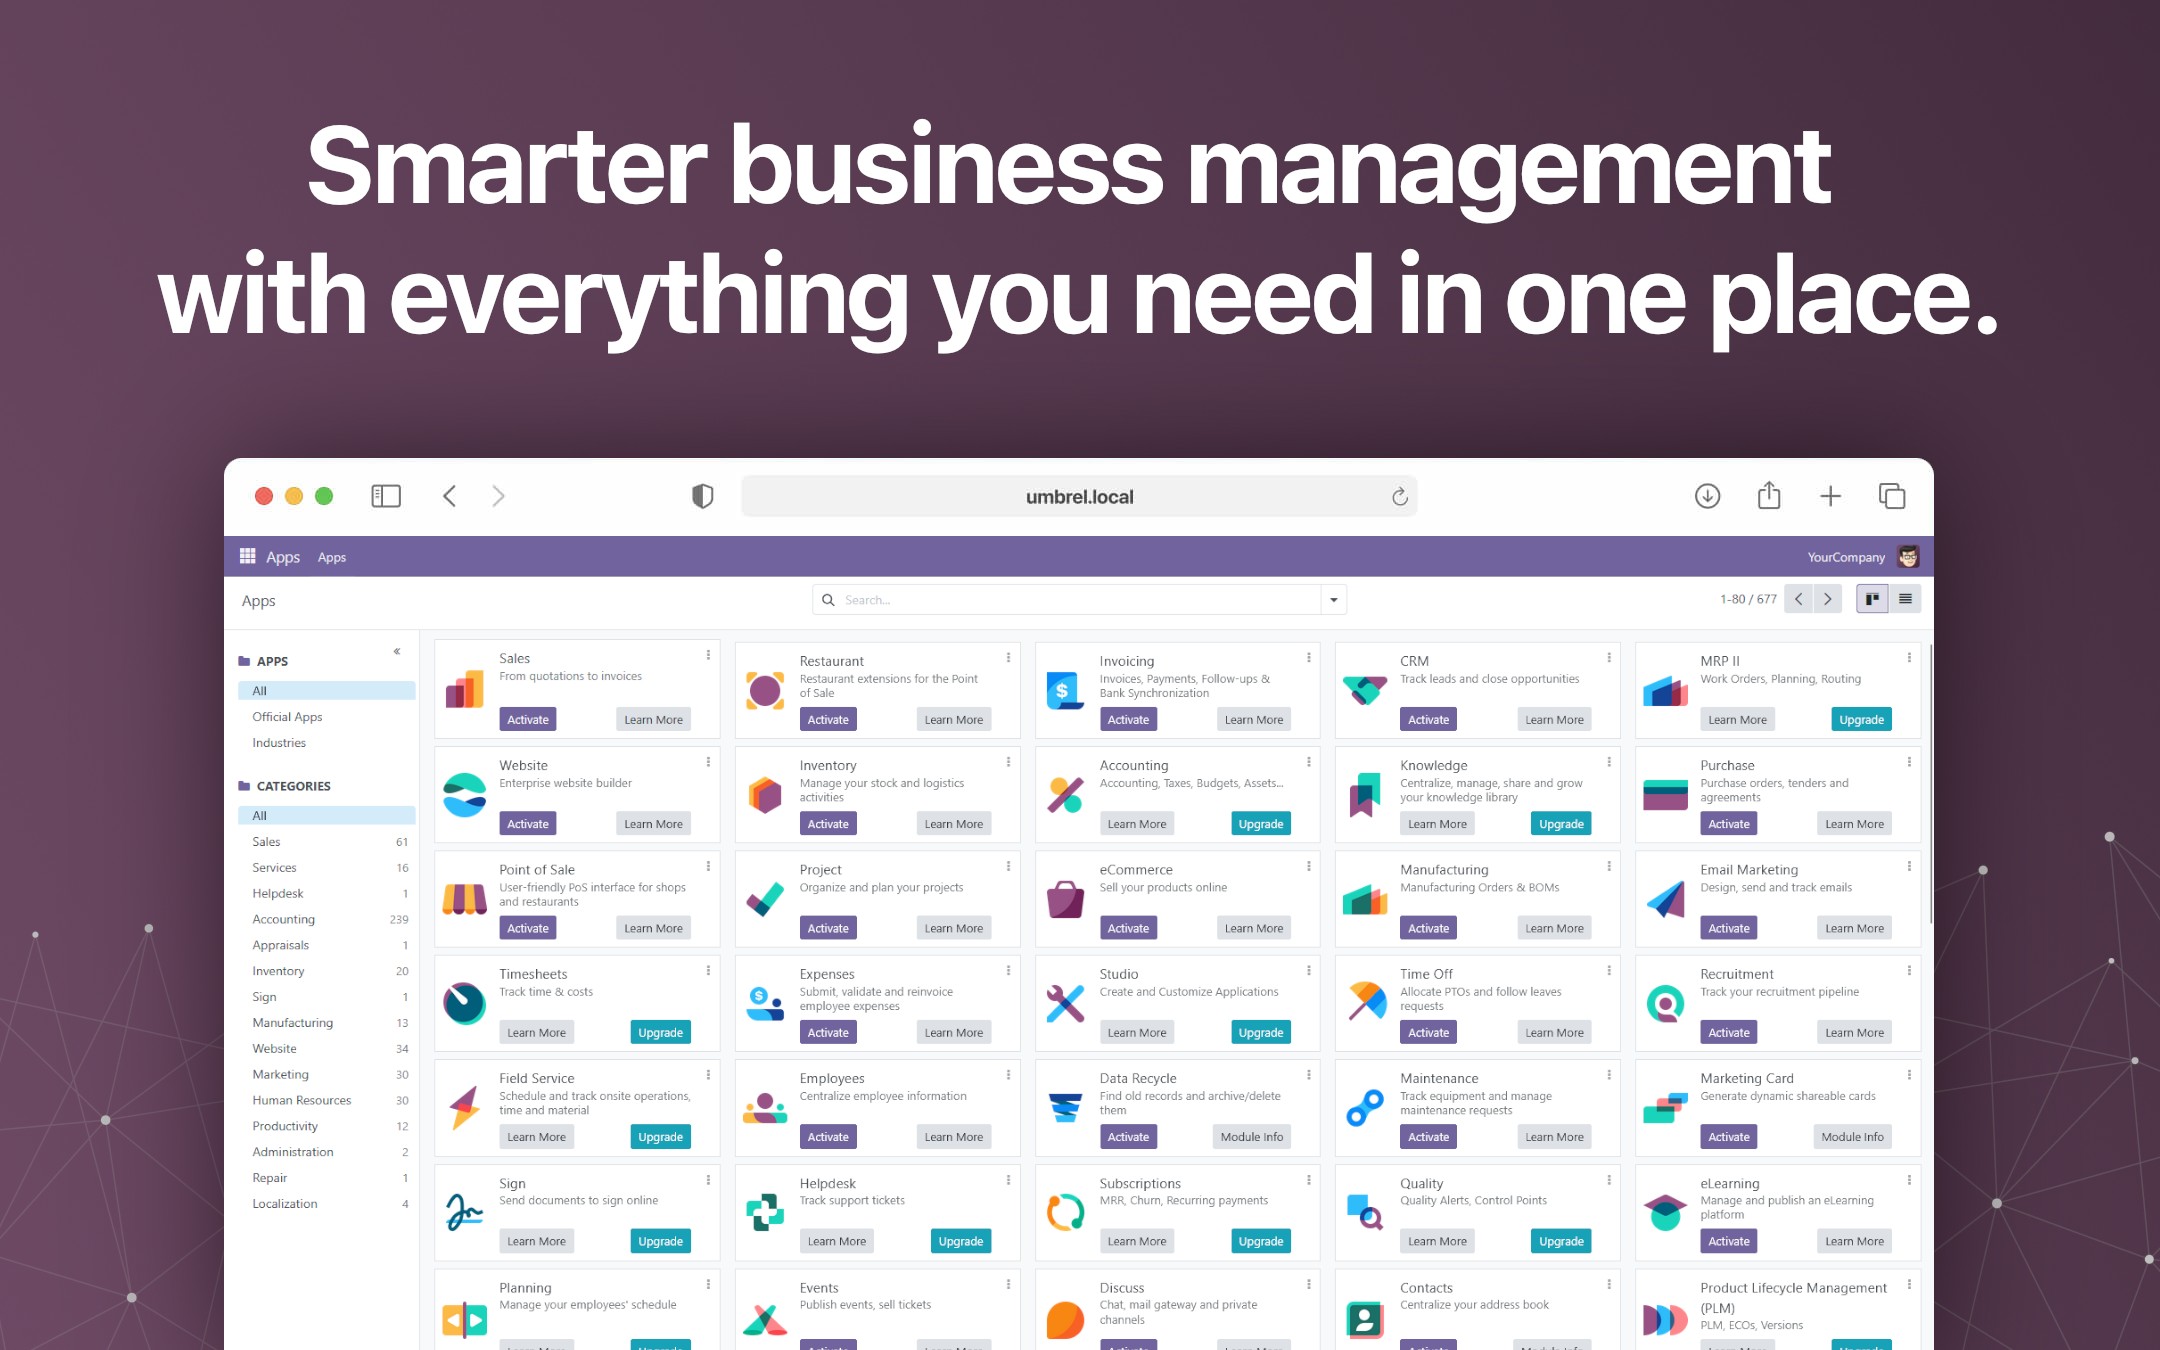 Smarter business management
with everything you need in one place.
umbrel.local
Apps Apps
YourCompany
Apps
Search...
1-80 / 677
APPS
All
Official Apps
Industries
CATEGORIES
All
Sales 61
Services 16
Helpdesk 1
Accounting 239
Appraisals 1
Inventory 20
Sign 1
Manufacturing 13
Website 34
Marketing 30
Human Resources 30
Productivity 12
Administration 2
Repair 1
Localization 4
Sales
From quotations to invoices
Activate Learn More
Restaurant
Restaurant extensions for the Point
of Sale
Activate Learn More
Invoicing
Invoices, Payments, Follow-ups &
Bank Synchronization
Activate Learn More
CRM
Track leads and close opportunities
Activate Learn More
MRP II
Work Orders, Planning, Routing
Learn More Upgrade
Website
Enterprise website builder
Activate Learn More
Inventory
Manage your stock and logistics
activities
Activate Learn More
Accounting
Accounting, Taxes, Budgets, Assets...
Learn More Upgrade
Knowledge
Centralize, manage, share and grow
your knowledge library
Learn More Upgrade
Purchase
Purchase orders, tenders and
agreements
Activate Learn More
Point of Sale
User-friendly PoS interface for shops
and restaurants
Activate Learn More
Project
Organize and plan your projects
Activate Learn More
eCommerce
Sell your products online
Activate Learn More
Manufacturing
Manufacturing Orders & BOMs
Activate Learn More
Email Marketing
Design, send and track emails
Activate Learn More
Timesheets
Track time & costs
Learn More Upgrade
Expenses
Submit, validate and reinvoice
employee expenses
Activate Learn More
Studio
Create and Customize Applications
Learn More Upgrade
Time Off
Allocate PTOs and follow leaves
requests
Activate Learn More
Recruitment
Track your recruitment pipeline
Activate Learn More
Field Service
Schedule and track onsite operations,
time and material
Learn More Upgrade
Employees
Centralize employee information
Activate Learn More
Data Recycle
Find old records and archive/delete
them
Activate Module Info
Maintenance
Track equipment and manage
maintenance requests
Activate Learn More
Marketing Card
Generate dynamic shareable cards
Activate Module Info
Sign
Send documents to sign online
Learn More Upgrade
Helpdesk
Track support tickets
Learn More Upgrade
Subscriptions
MRR, Churn, Recurring payments
Learn More Upgrade
Quality
Quality Alerts, Control Points
Learn More Upgrade
eLearning
Manage and publish an eLearning
platform
Activate Learn More
Planning
Manage your employees' schedule
Learn More Upgrade
Events
Publish events, sell tickets
Activate Learn More
Discuss
Chat, mail gateway and private
channels
Activate Learn More
Contacts
Centralize your address book
Activate Module Info
Product Lifecycle Management
(PLM)
PLM, ECOs, Versions
Learn More Upgrade